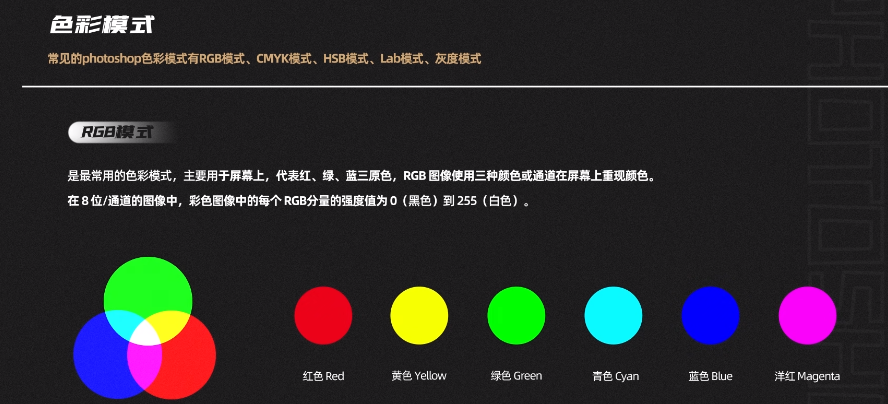 色彩模式
常见的photoshop色彩模式有RGB模式、CMYK模式、HSB模式、Lab模式、灰度模式
RGB模式
是最常用的色彩模式，主要用于屏幕上，代表红、绿、蓝三原色，RGB 图像使用三种颜色或通道在屏幕上重现颜色。
在 8 位/通道的图像中，彩色图像中的每个 RGB分量的强度值为 0（黑色）到 255（白色）。
红色 Red
黄色 Yellow
绿色 Green
青色 Cyan
蓝色 Blue
洋红 Magenta